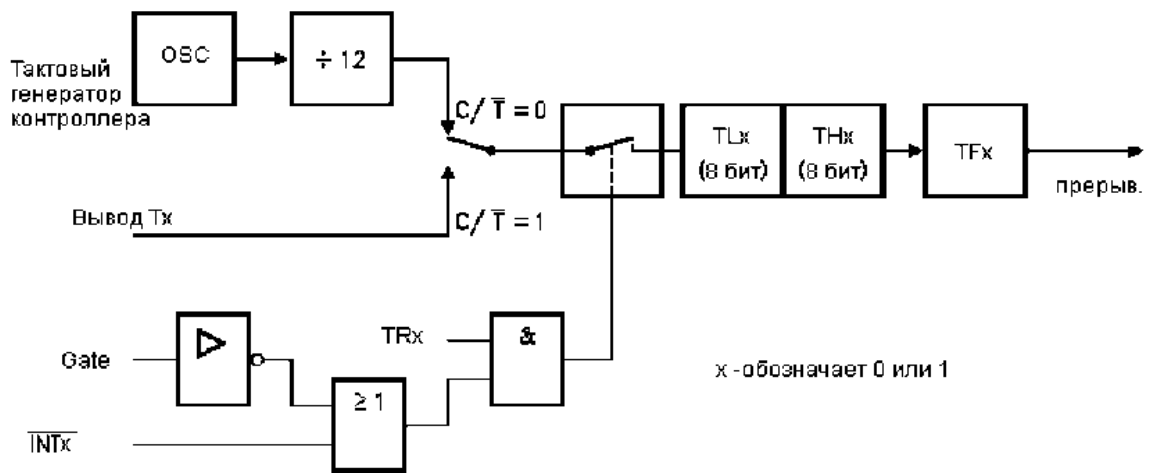 OSC
÷ 12
Тактовый
генератор
контроллера
C/T̅ = 0
TLx
(8 бит)
THx
(8 бит)
TFx
прерыв.
Вывод Tx
C/T̅ = 1
TRx
&
Gate
x -обозначает 0 или 1
≥ 1
I̅N̅T̅x̅